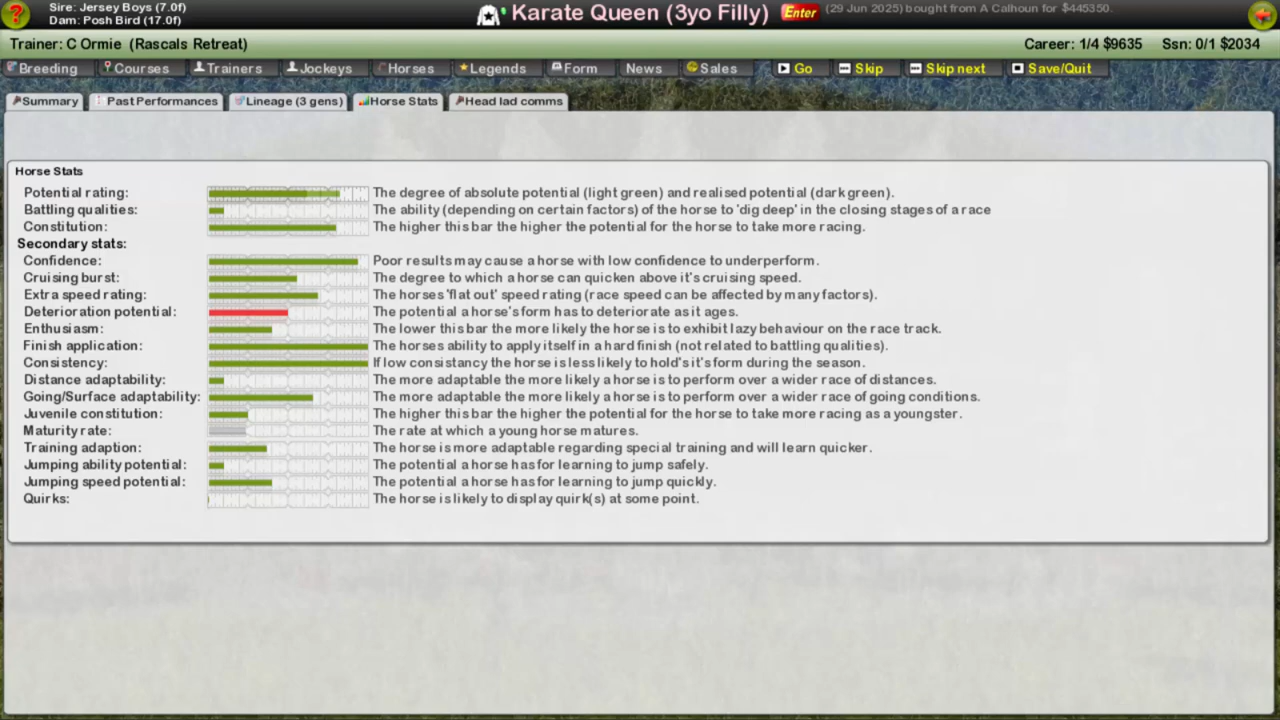 Sire: Jersey Boys (7.0f)
Dam: Posh Bird (17.0f)
Karate Queen (3yo Filly) Enter (29 Jun 2025) bought from A Calhoun for $445350.
Trainer: C Ormie (Rascals Retreat) Career: 1/4 $9635 Ssn: 0/1 $2034
Breeding Courses Trainers Jockeys Horses Legends Form News Sales Go Skip Skip next Save/Quit
Summary Past Performances Lineage (3 gens) Horse Stats Head lad comms
Horse Stats
Potential rating: The degree of absolute potential (light green) and realised potential (dark green).
Battling qualities: The ability (depending on certain factors) of the horse to 'dig deep' in the closing stages of a race
Constitution: The higher this bar the higher the potential for the horse to take more racing.
Secondary stats:
Confidence: Poor results may cause a horse with low confidence to underperform.
Cruising burst: The degree to which a horse can quicken above it's cruising speed.
Extra speed rating: The horses 'flat out' speed rating (race speed can be affected by many factors).
Deterioration potential: The potential a horse's form has to deteriorate as it ages.
Enthusiasm: The lower this bar the more likely the horse is to exhibit lazy behaviour on the race track.
Finish application: The horses ability to apply itself in a hard finish (not related to battling qualities).
Consistency: If low consistancy the horse is less likely to hold's it's form during the season.
Distance adaptability: The more adaptable the more likely a horse is to perform over a wider race of distances.
Going/Surface adaptability: The more adaptable the more likely a horse is to perform over a wider race of going conditions.
Juvenile constitution: The higher this bar the higher the potential for the horse to take more racing as a youngster.
Maturity rate: The rate at which a young horse matures.
Training adaption: The horse is more adaptable regarding special training and will learn quicker.
Jumping ability potential: The potential a horse has for learning to jump safely.
Jumping speed potential: The potential a horse has for learning to jump quickly.
Quirks: The horse is likely to display quirk(s) at some point.